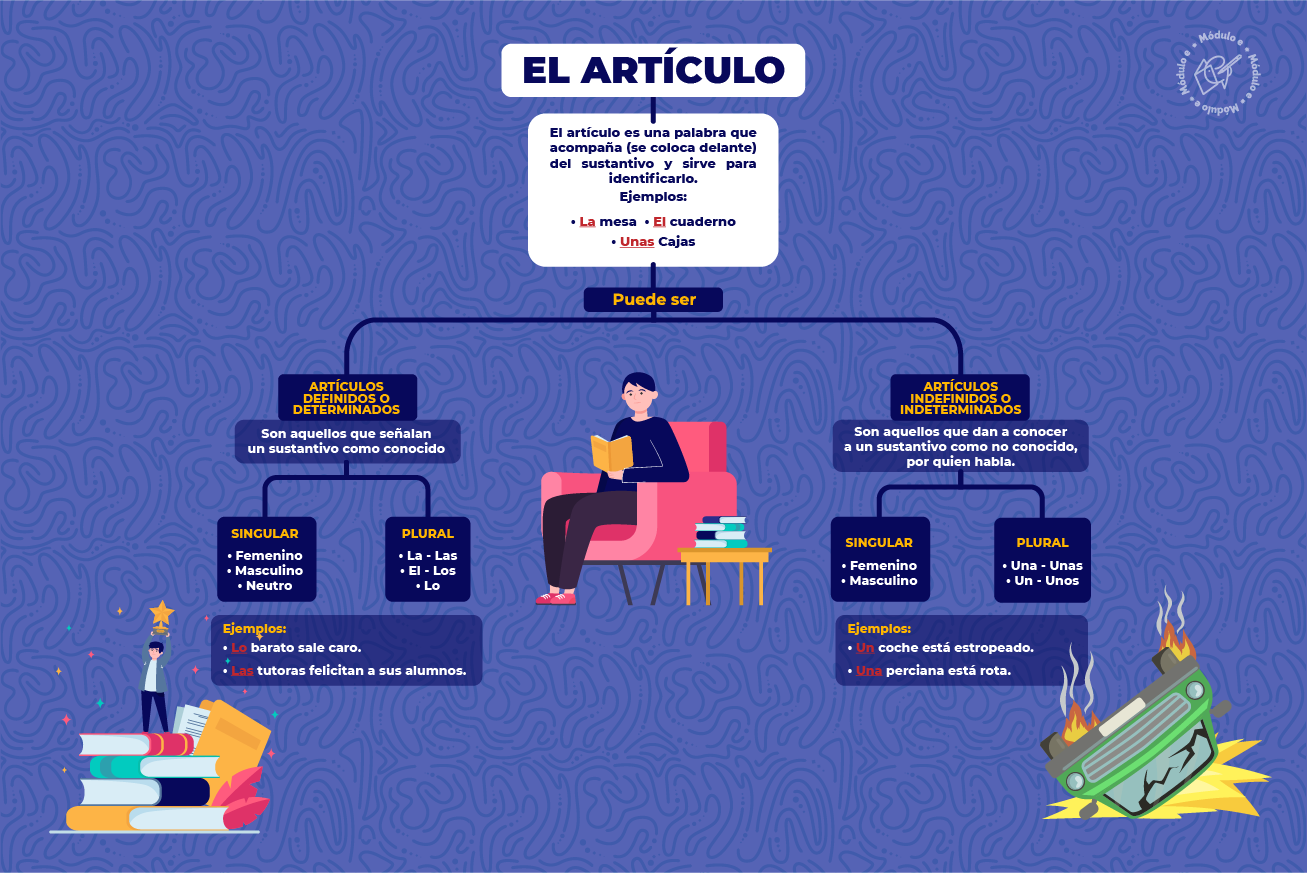 EL ARTÍCULO
Módulo e • Módulo e • Módulo e • Módulo e •
El artículo es una palabra que
acompaña (se coloca delante)
del sustantivo y sirve para
identificarlo.
Ejemplos:
• La mesa • El cuaderno
• Unas Cajas
Puede ser
ARTÍCULOS
DEFINIDOS O
DETERMINADOS
Son aquellos que señalan
un sustantivo como conocido
SINGULAR
• Femenino
• Masculino
• Neutro
PLURAL
• La - Las
• El - Los
• Lo
Ejemplos:
• Lo barato sale caro.
• Las tutoras felicitan a sus alumnos.
ARTÍCULOS
INDEFINIDOS O
INDETERMINADOS
Son aquellos que dan a conocer
a un sustantivo como no conocido,
por quien habla.
SINGULAR
• Femenino
• Masculino
PLURAL
• Una - Unas
• Un - Unos
Ejemplos:
• Un coche está estropeado.
• Una perciana está rota.